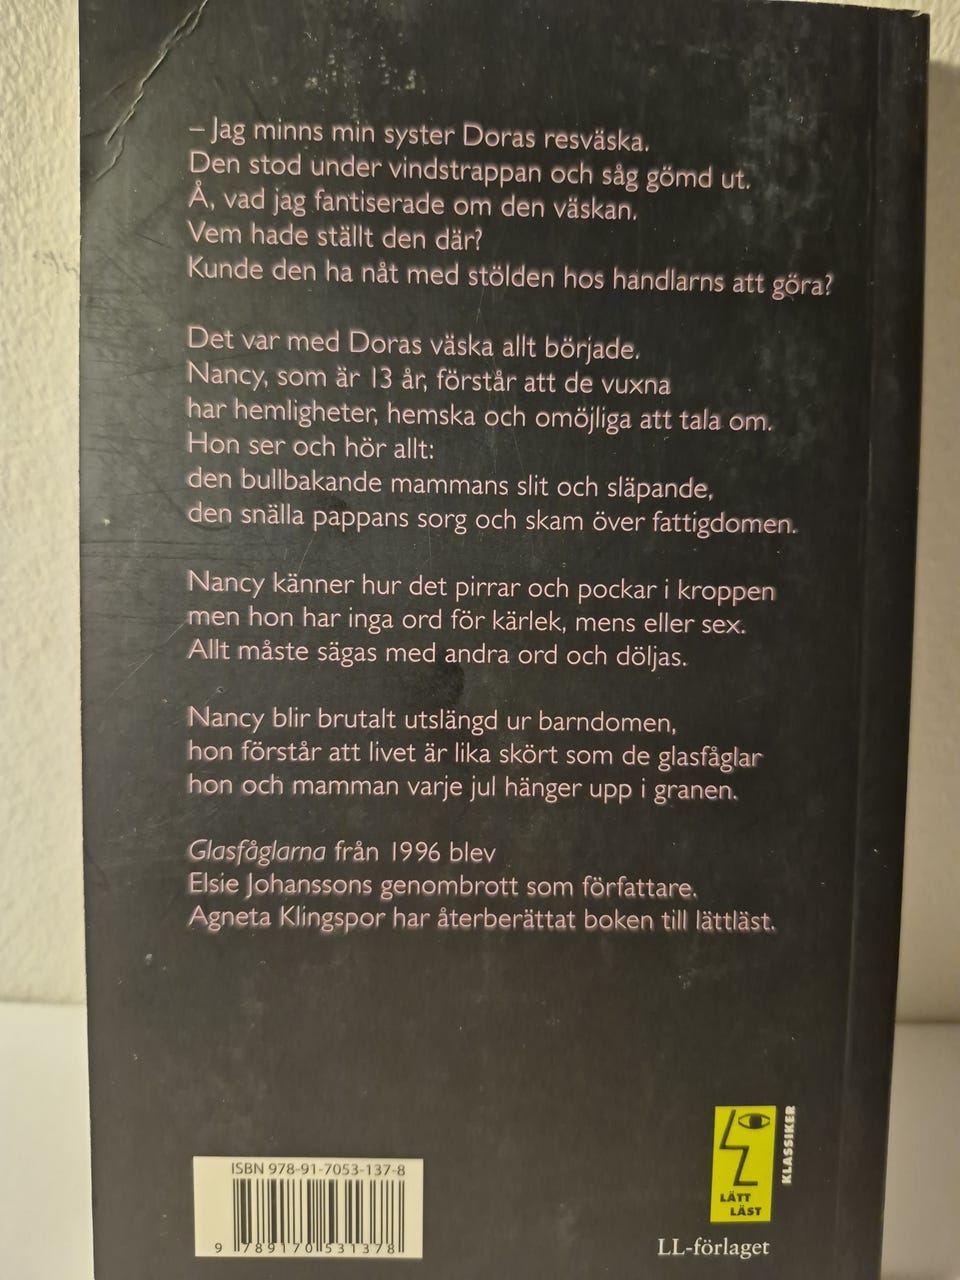 – Jag minns min syster Doras resväska.
Den stod under vindstrappan och såg gömd ut.
Å, vad jag fantiserade om den väskan.
Vem hade ställt den där?
Kunde den ha nåt med stölden hos handlarns att göra?
Det var med Doras väska allt började.
Nancy, som är 13 år, förstår att de vuxna
har hemligheter, hemska och omöjliga att tala om.
Hon ser och hör allt:
den bullbakande mammans slit och släpande,
den snälla pappans sorg och skam över fattigdomen.
Nancy känner hur det pirrar och pockar i kroppen
men hon har inga ord för kärlek, mens eller sex.
Allt måste sägas med andra ord och döljas.
Nancy blir brutalt utslängd ur barndomen,
hon förstår att livet är lika skört som de glasfåglar
hon och mamman varje jul hänger upp i granen.
Glasfåglarna från 1996 blev
Elsie Johanssons genombrott som författare.
Agneta Klingspor har återberättat boken till lättläst.
ISBN 978-91-7053-137-8
9 789170 531378
LÄTT
LÄST
KLASSIKER
LL-förlaget